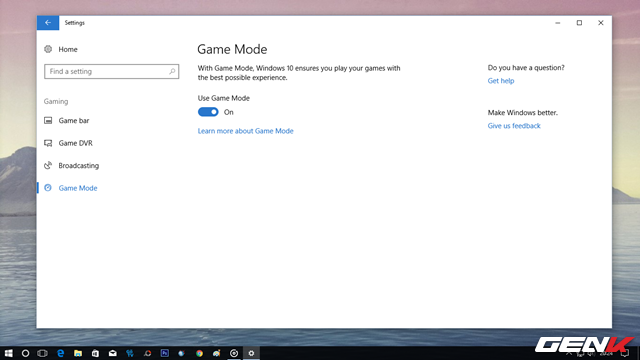 Settings
Home
Find a setting
Gaming
Game bar
Game DVR
Broadcasting
Game Mode
Game Mode
With Game Mode, Windows 10 ensures you play your games with
the best possible experience.
Use Game Mode
On
Learn more about Game Mode
Do you have a question?
Get help
Make Windows better.
Give us feedback
GENK